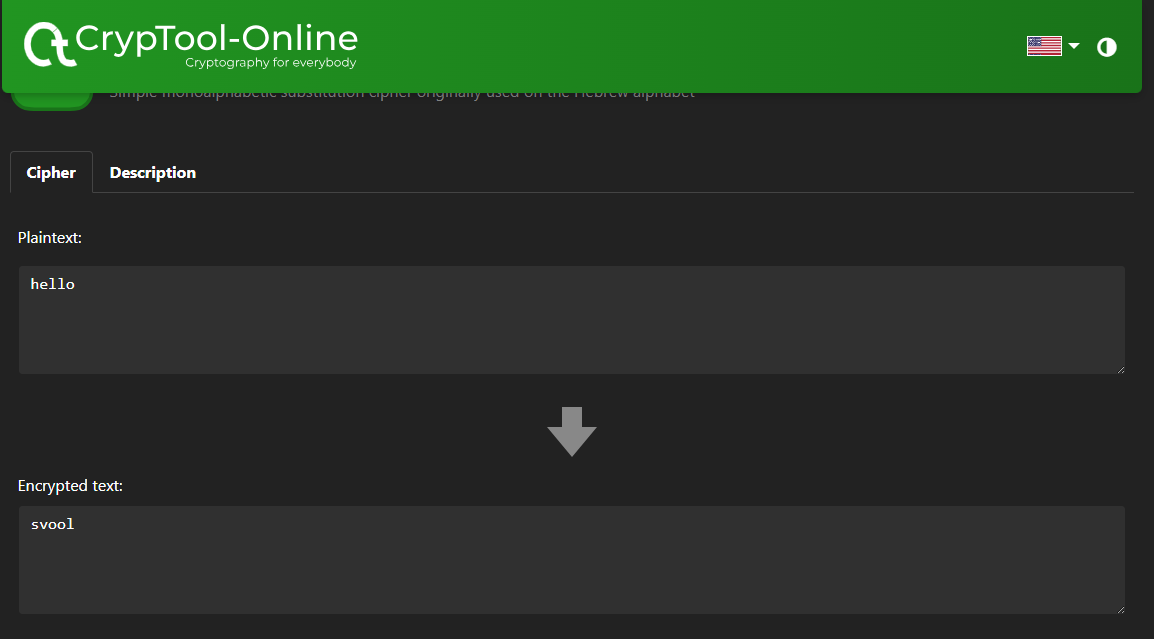 CrypTool-Online
Cryptography for everybody
Simple monoalphabetic substitution cipher originally used on the Hebrew alphabet
Cipher Description
Plaintext:
hello
Encrypted text:
svool